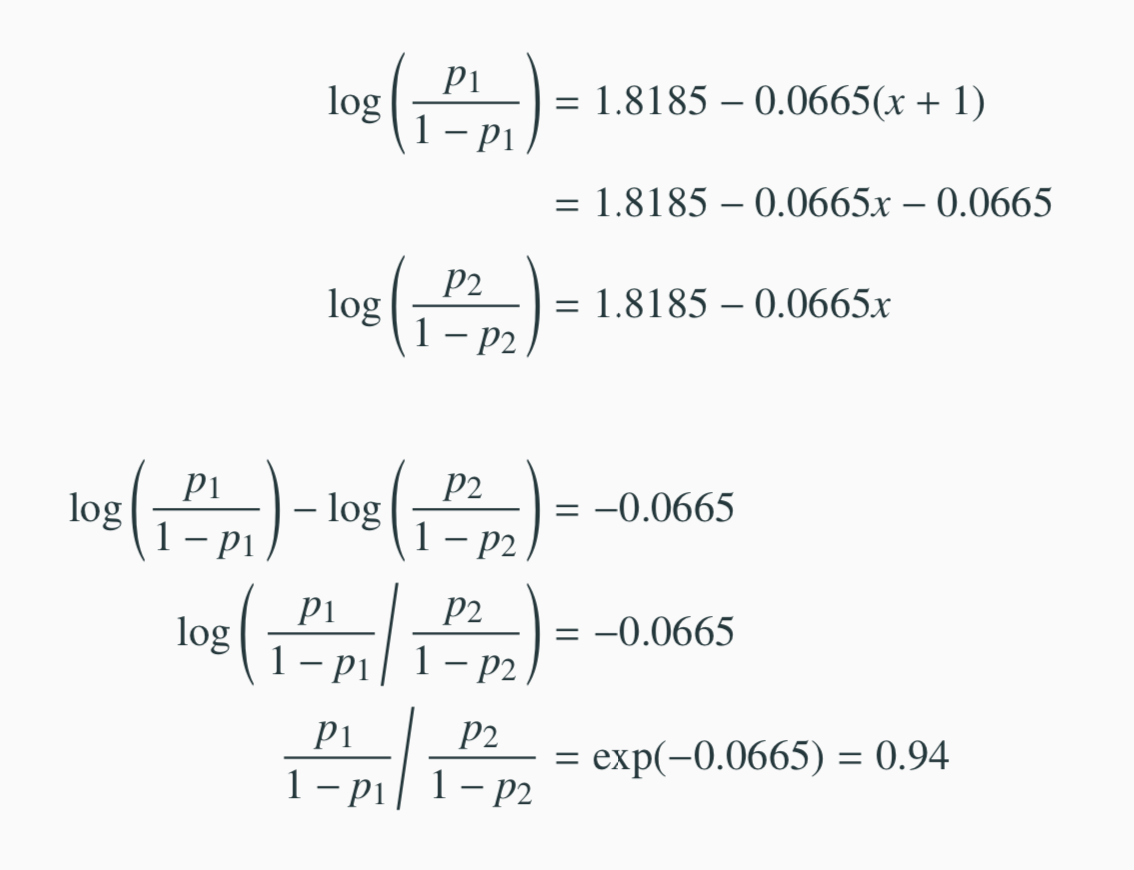 log(p₁/(1 − p₁)) = 1.8185 − 0.0665(x + 1)
= 1.8185 − 0.0665x − 0.0665
log(p₂/(1 − p₂)) = 1.8185 − 0.0665x
log(p₁/(1 − p₁)) − log(p₂/(1 − p₂)) = −0.0665
log(p₁/(1 − p₁) / p₂/(1 − p₂)) = −0.0665
p₁/(1 − p₁) / p₂/(1 − p₂) = exp(−0.0665) = 0.94